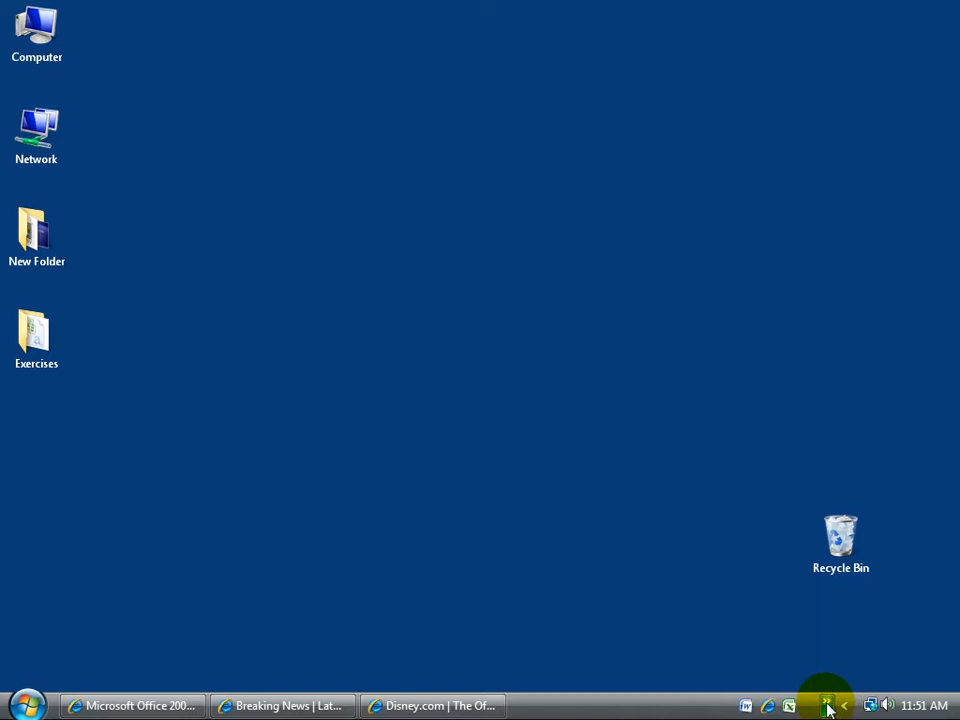 Computer
Network
New Folder
Exercises
Recycle Bin
Microsoft Office 200...
Breaking News | Lat...
Disney.com | The Of...
11:51 AM